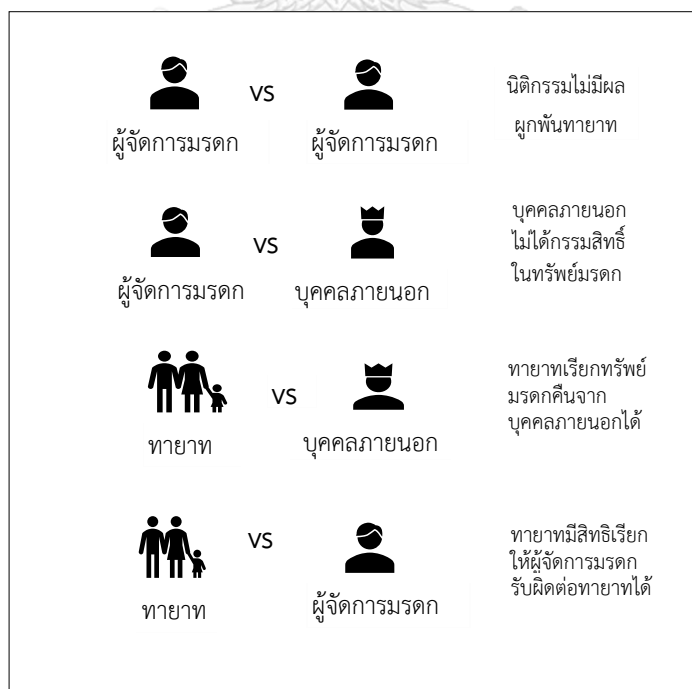 VS
นิติกรรมไม่มีผล
ผูกพันทายาท
ผู้จัดการมรดก
ผู้จัดการมรดก
VS
บุคคลภายนอก
ไม่ได้กรรมสิทธิ์
ในทรัพย์มรดก
ผู้จัดการมรดก
บุคคลภายนอก
VS
ทายาทเรียกทรัพย์
มรดกคืนจาก
บุคคลภายนอกได้
ทายาท
บุคคลภายนอก
VS
ทายาทมีสิทธิเรียก
ให้ผู้จัดการมรดก
รับผิดต่อทายาทได้
ทายาท
ผู้จัดการมรดก